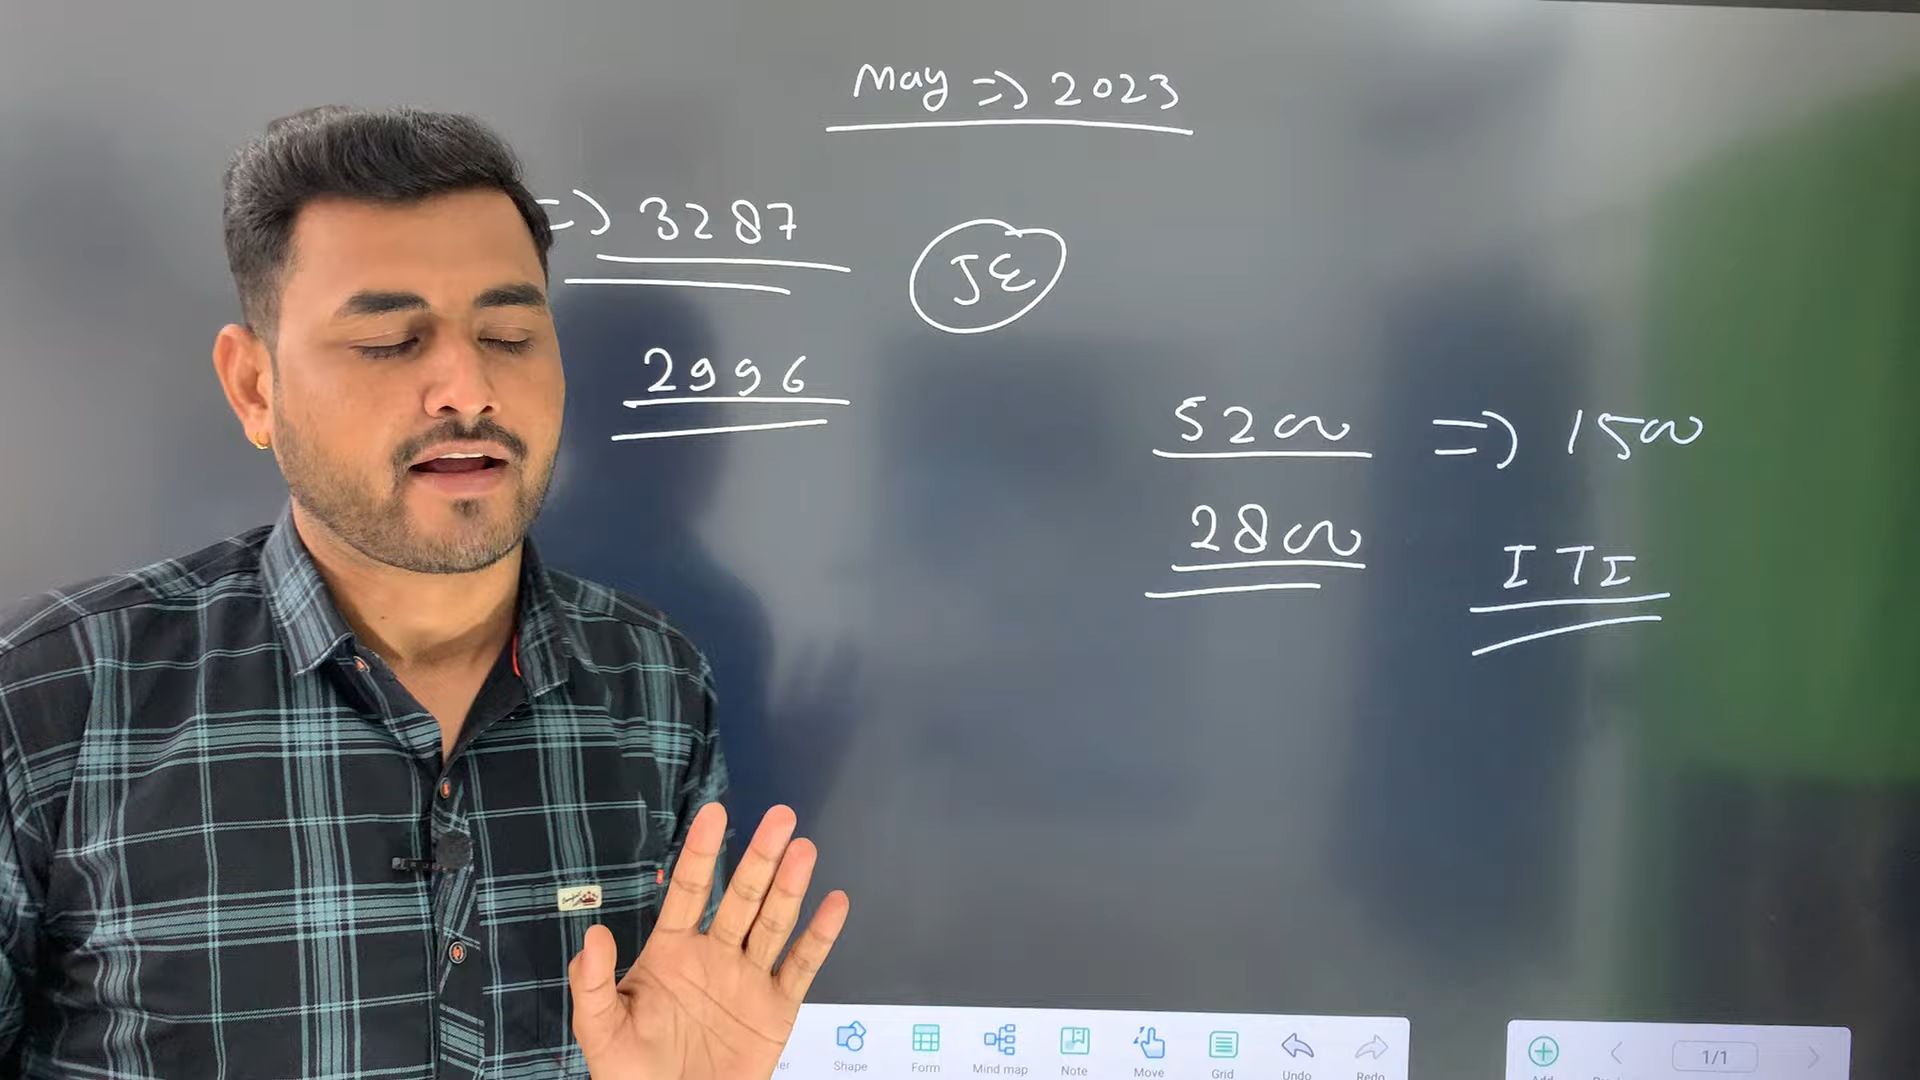 May => 2023
=> 3287
JE
2996
5200 => 1500
2800
ITI
Shape Form Mind map Note Move Grid Undo Redo
Add 1/1